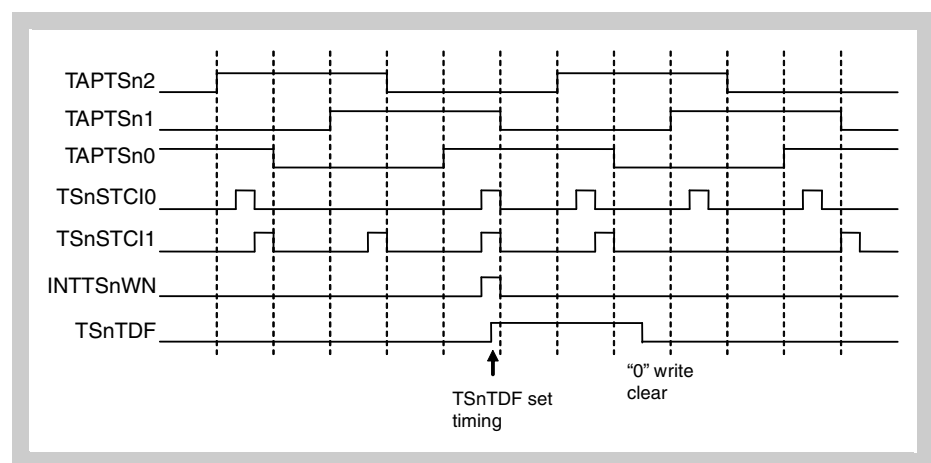 TAPTSn2
TAPTSn1
TAPTSn0
TSnSTCI0
TSnSTCI1
INTTSnWN
TSnTDF
TSnTDF set
timing
“0” write
clear